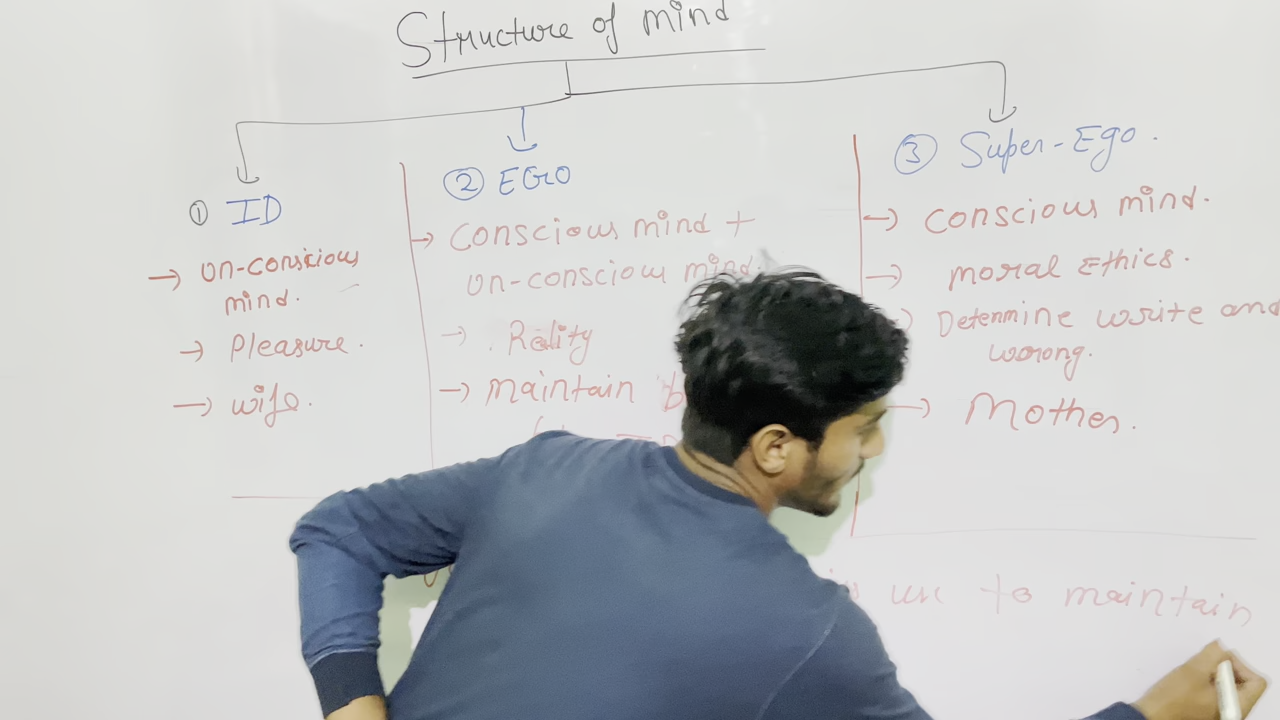 Structure of mind
① ID
→ un-conscious
mind.
→ Pleasure.
→ wife.
② EGO
→ conscious mind +
un-conscious mind.
→ Rality
→ maintain
③ Super-Ego.
→ conscious mind.
→ moral Ethics.
Determine write and
worong.
→ Mother.
use to maintain